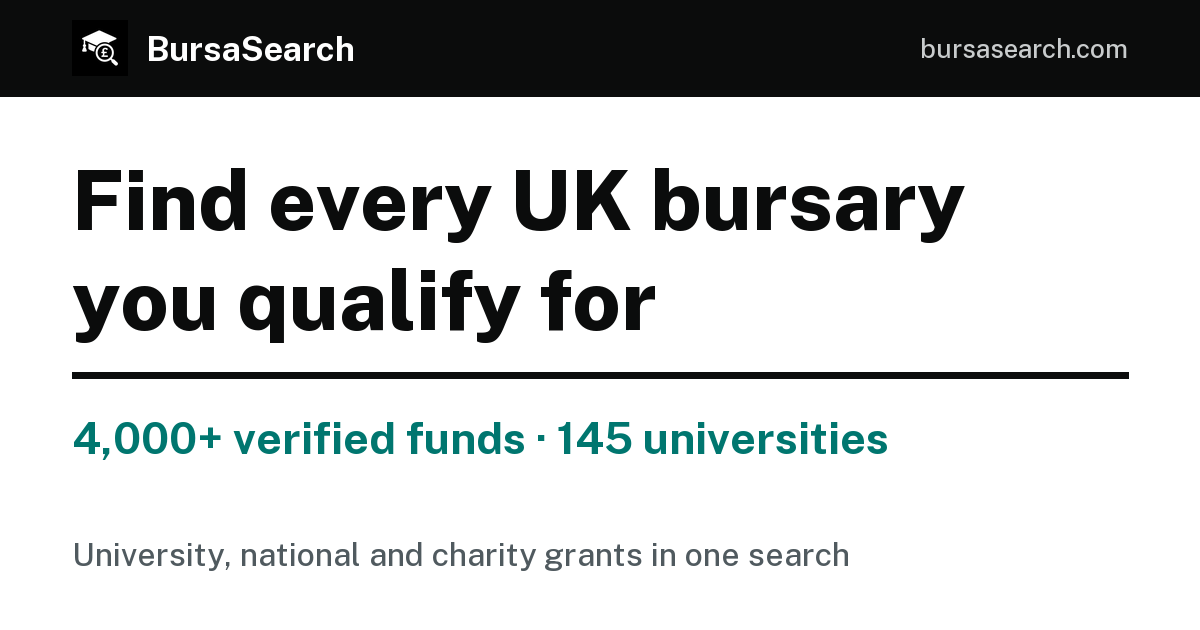 £
BursaSearch
bursasearch.com
Find every UK bursary
you qualify for
4,000+ verified funds · 145 universities
University, national and charity grants in one search